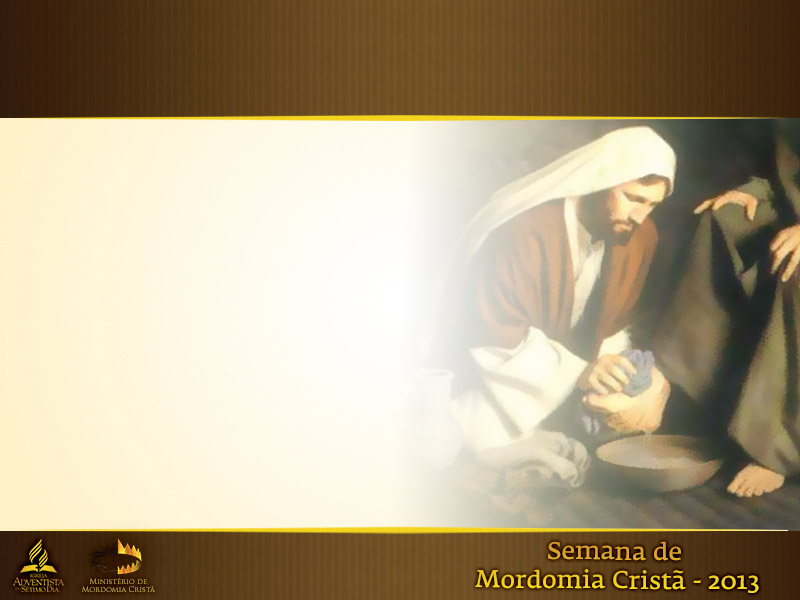 Semana de
Mordomia Cristã - 2013
IGREJA
ADVENTISTA
DO SÉTIMO DIA
MINISTÉRIO DE
MORDOMIA CRISTÃ